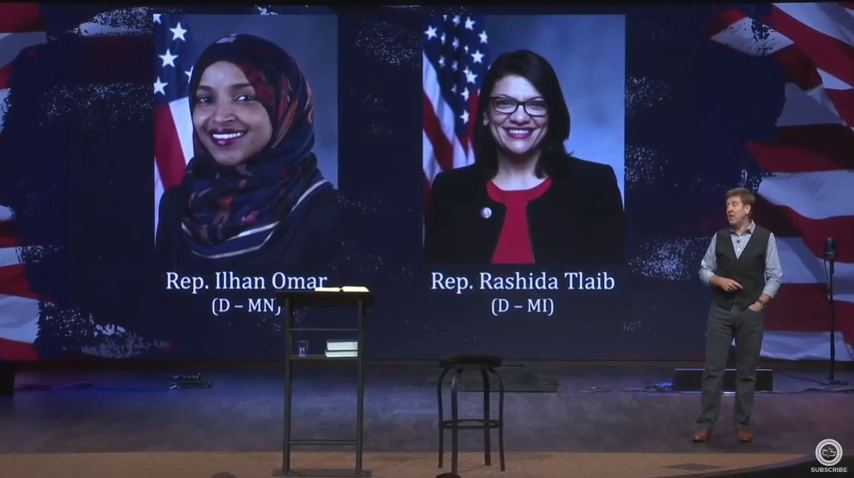 Rep. Ilhan Omar
(D – MN)
Rep. Rashida Tlaib
(D – MI)
SUBSCRIBE